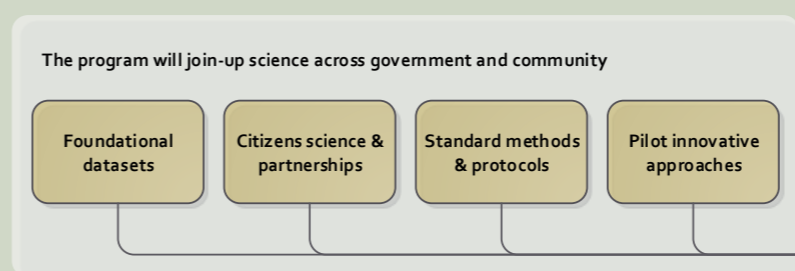 The program will join-up science across government and community
Foundational
datasets
Citizens science &
partnerships
Standard methods
& protocols
Pilot innovative
approaches